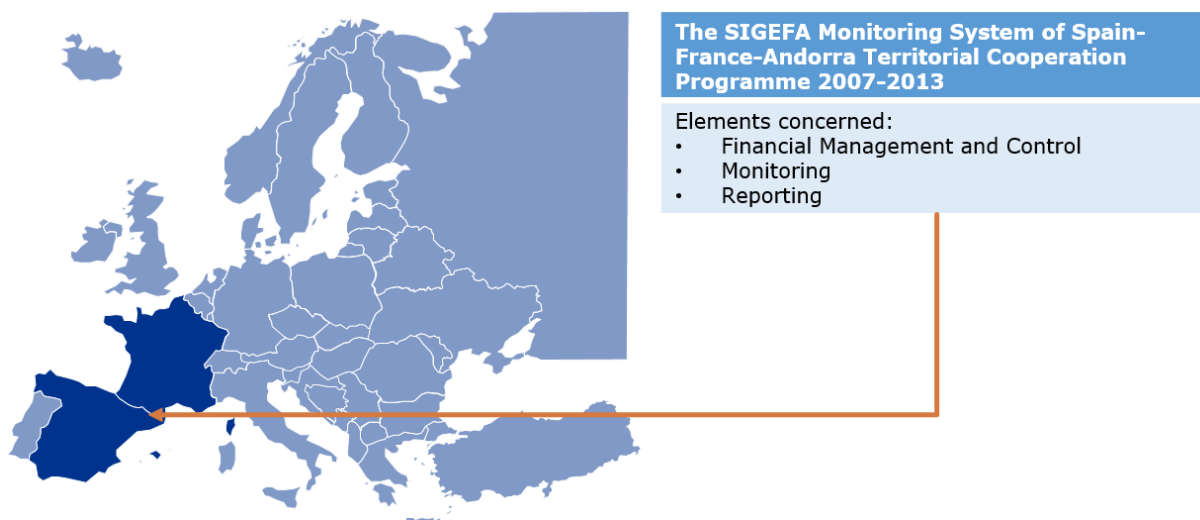 The SIGEFA Monitoring System of Spain-
France-Andorra Territorial Cooperation
Programme 2007-2013
Elements concerned:
• Financial Management and Control
• Monitoring
• Reporting